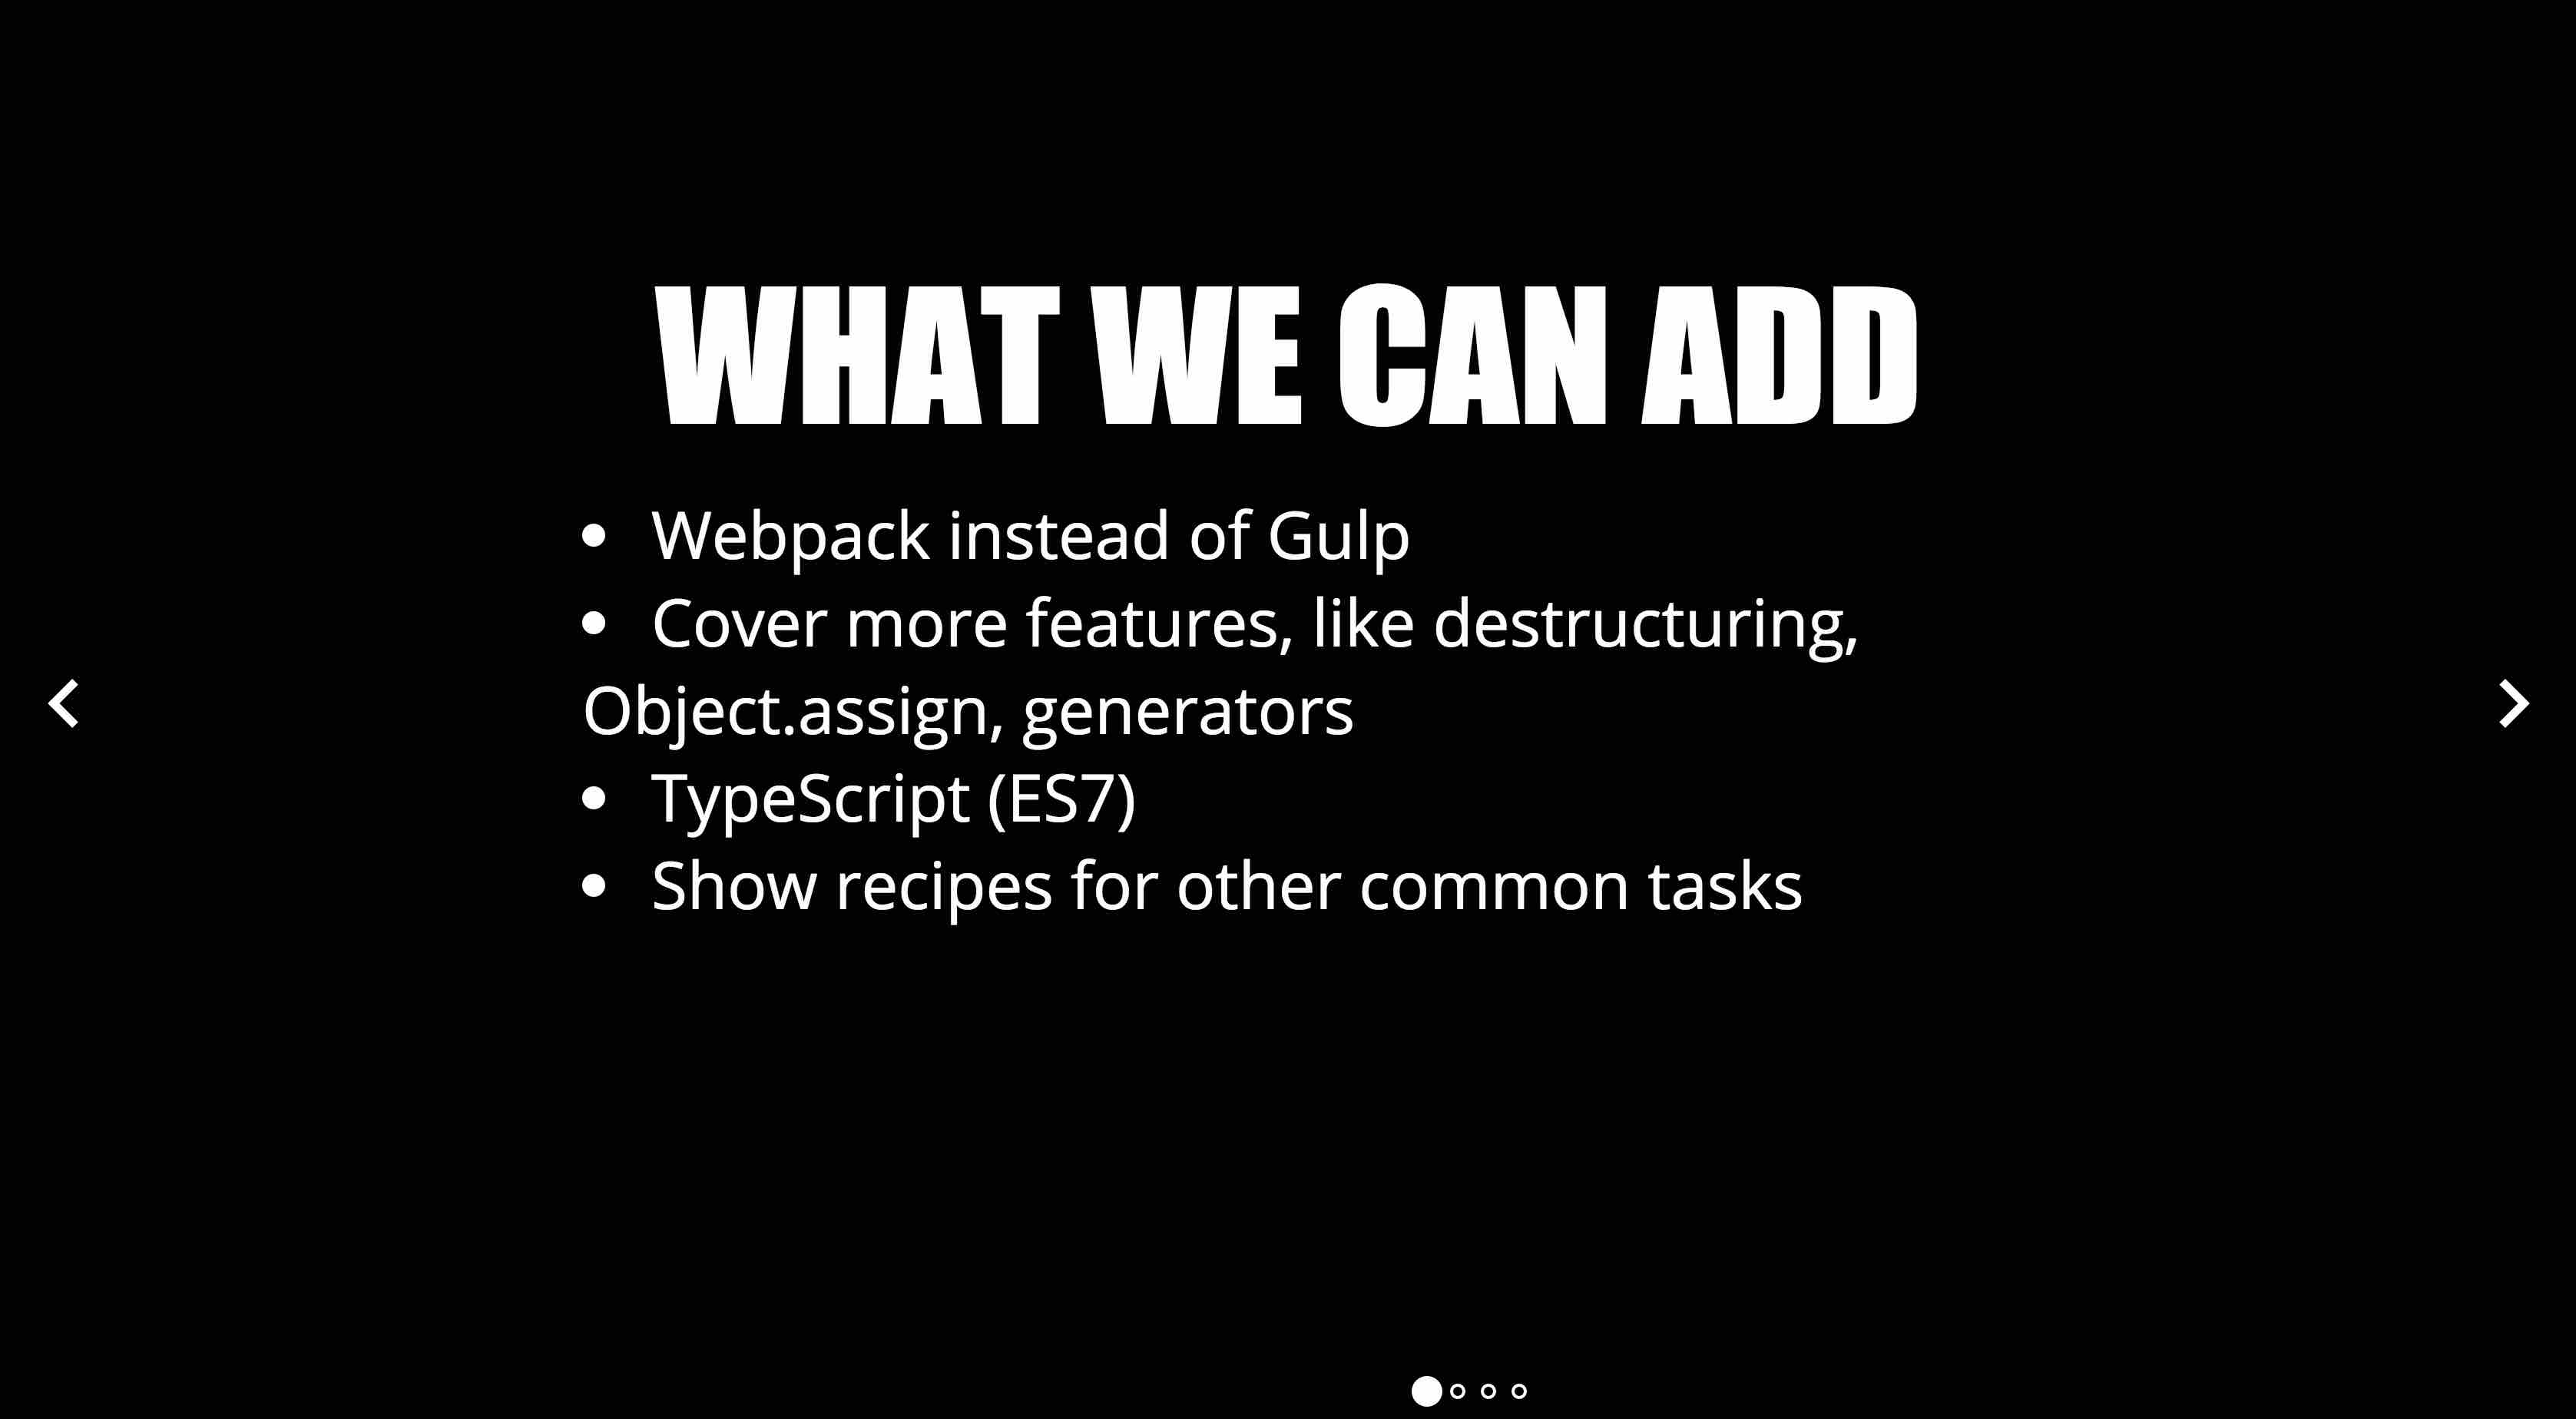 WHAT WE CAN ADD
• Webpack instead of Gulp
• Cover more features, like destructuring,
Object.assign, generators
• TypeScript (ES7)
• Show recipes for other common tasks